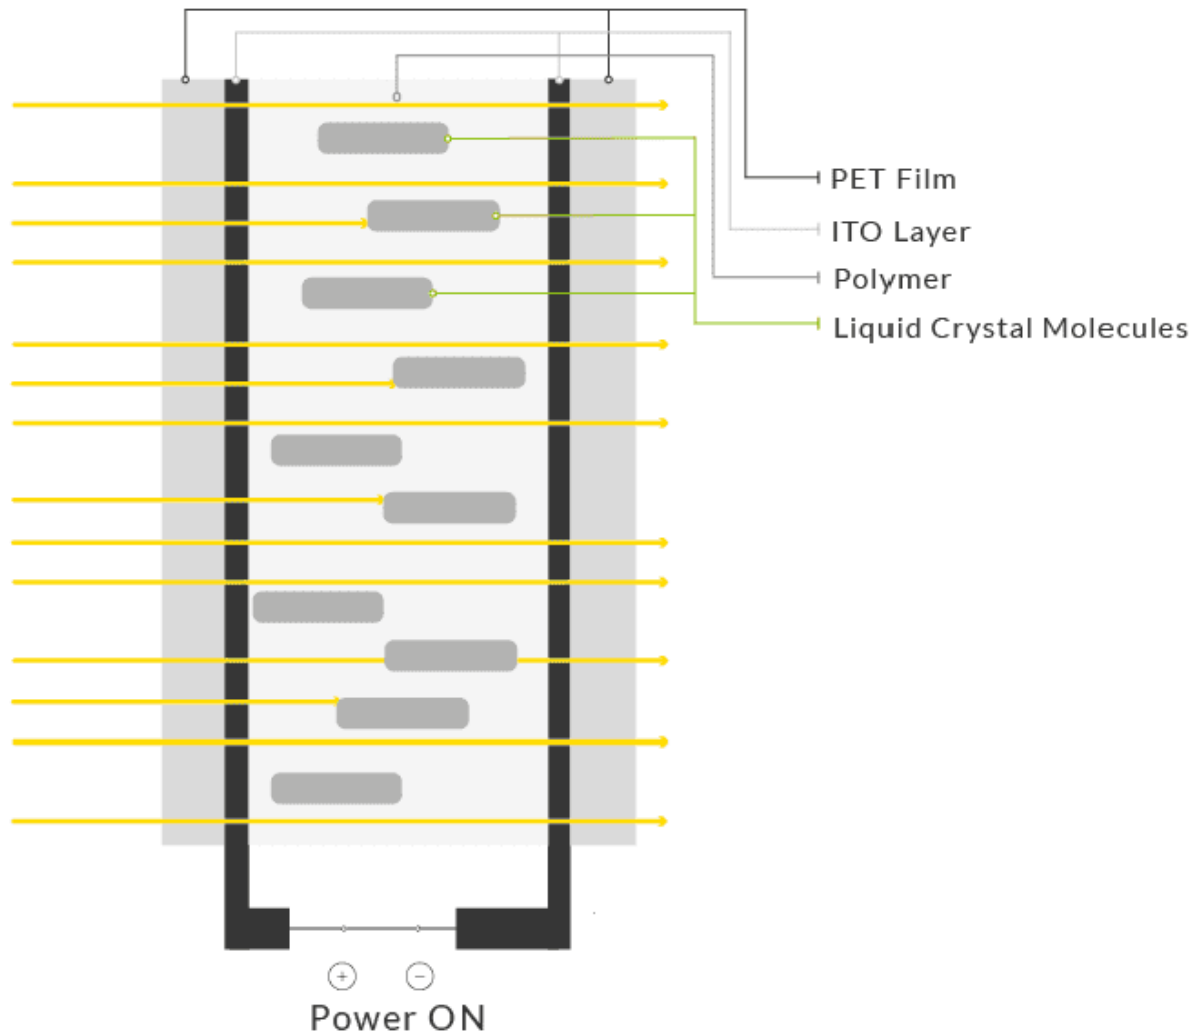 PET Film
ITO Layer
Polymer
Liquid Crystal Molecules
+ −
Power ON